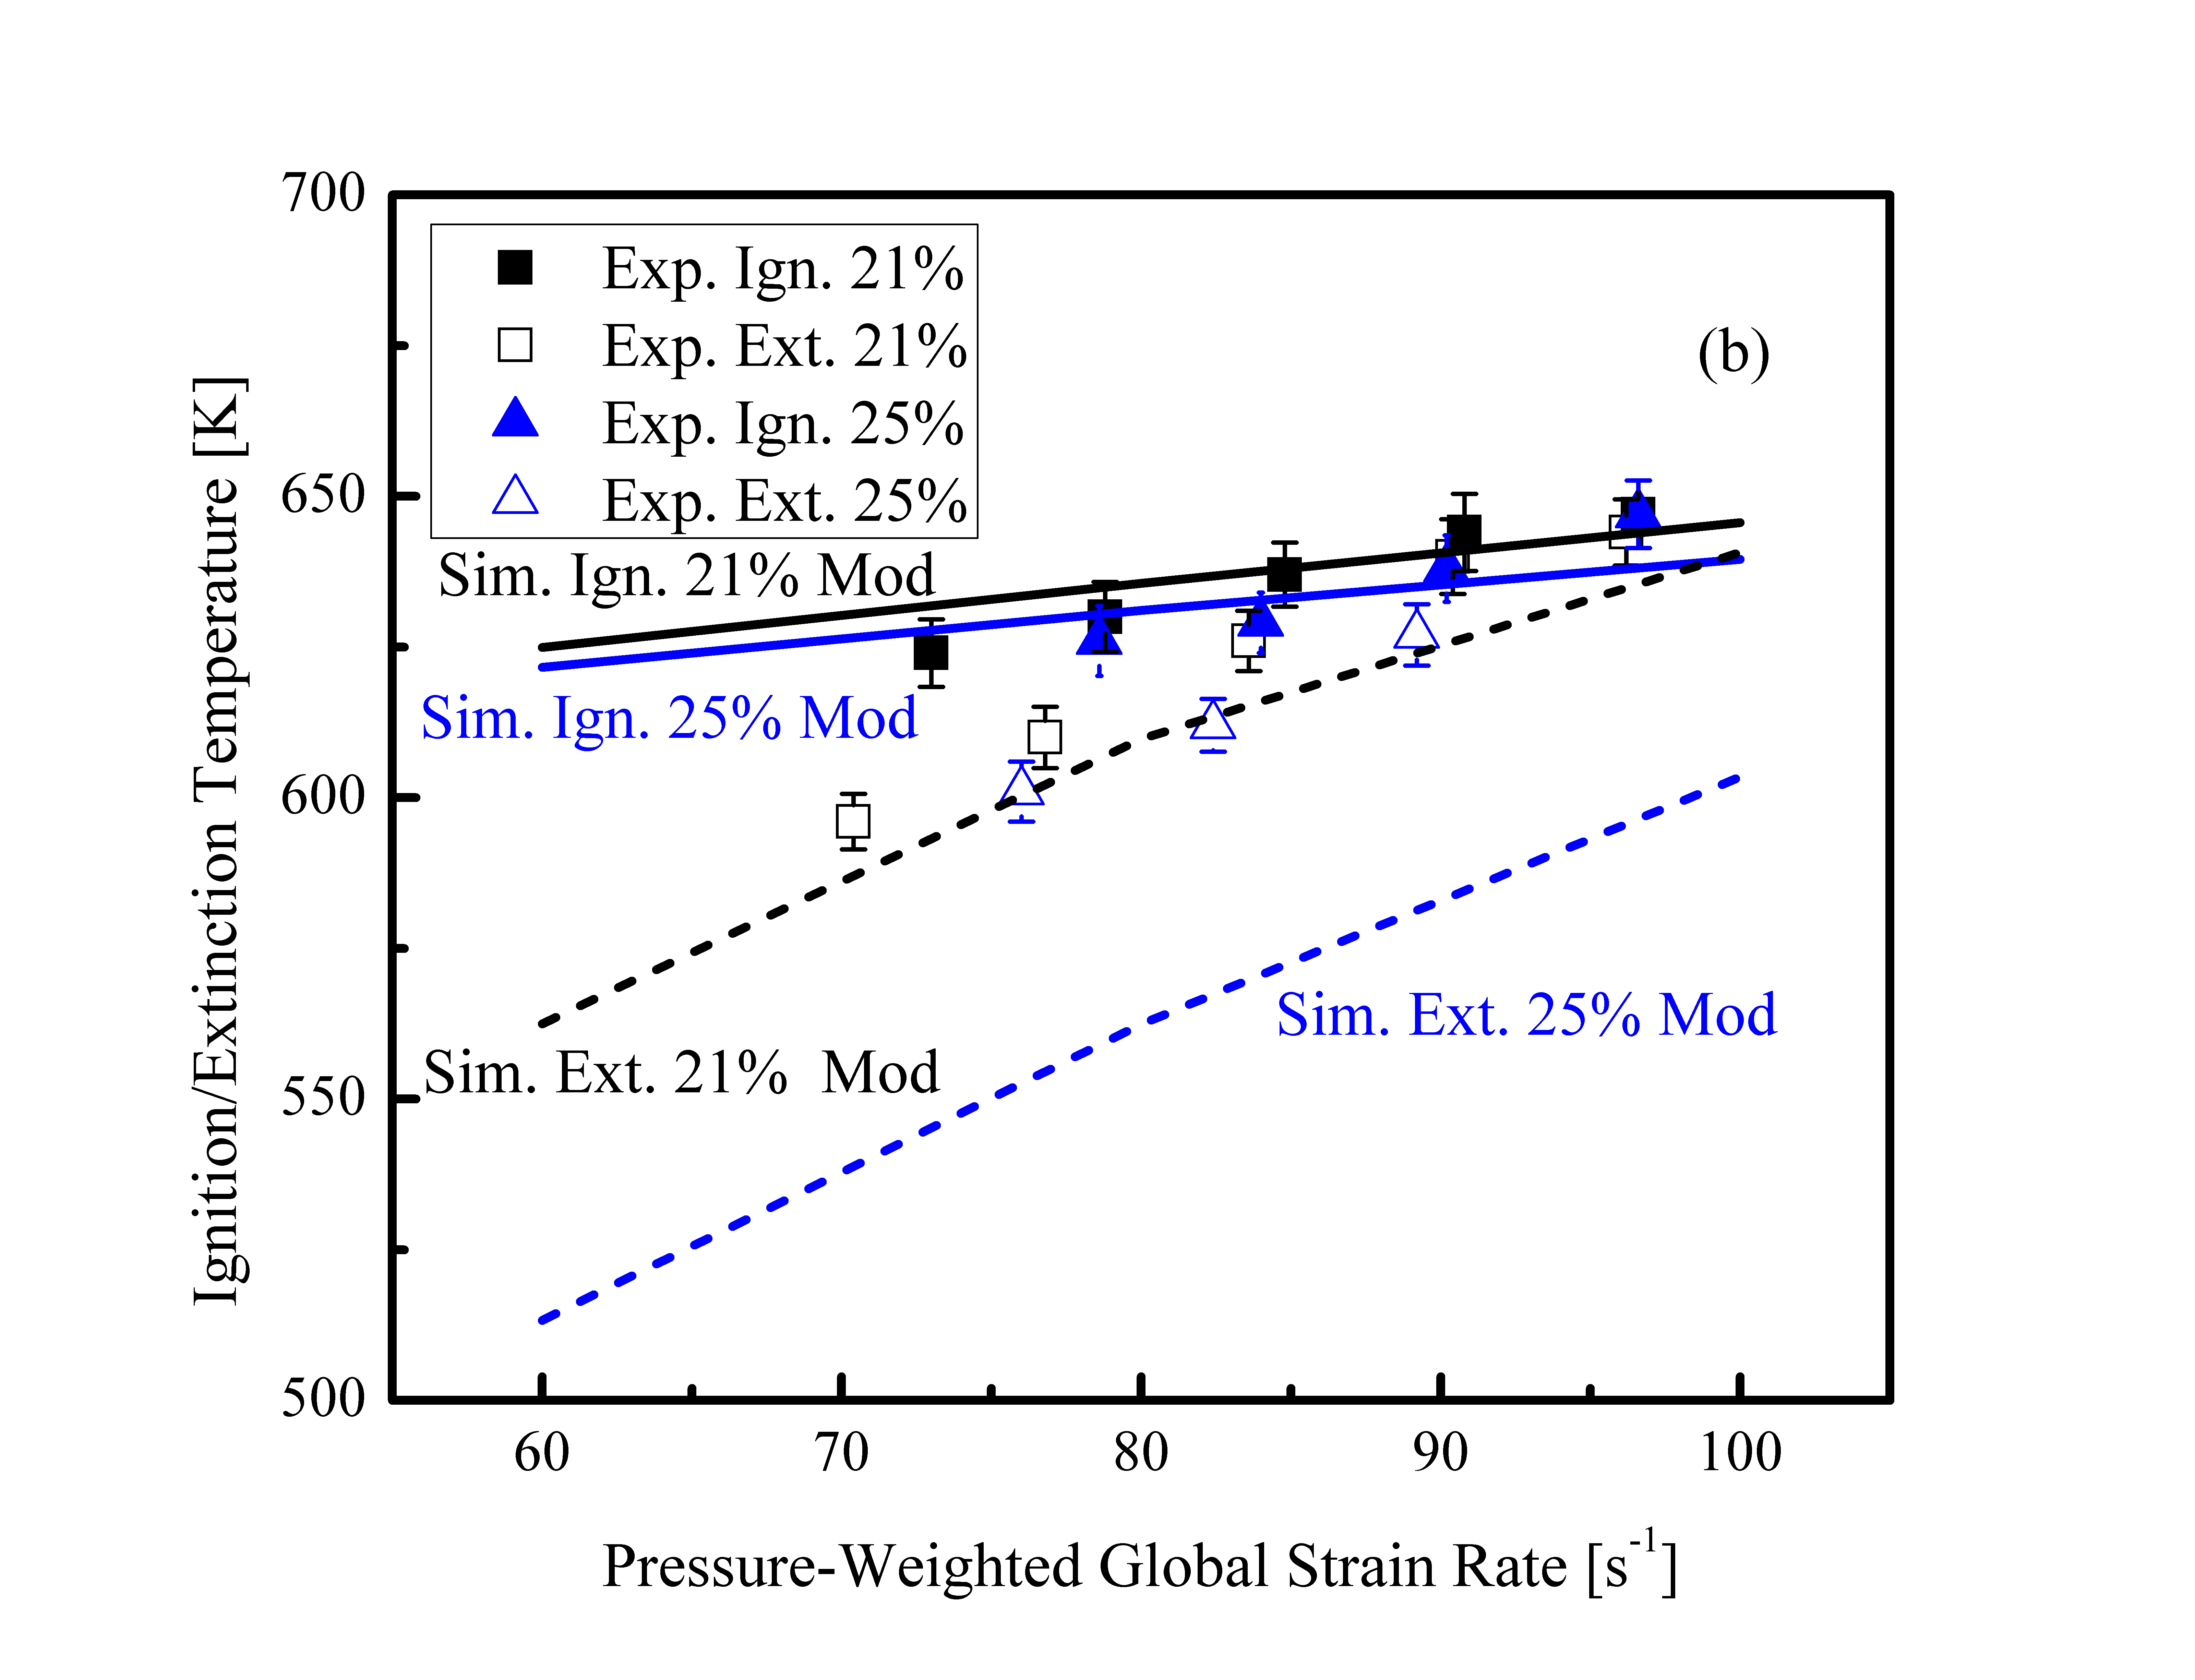 700
650
600
550
500
Ignition/Extinction Temperature [K]
Exp. Ign. 21%
Exp. Ext. 21%
Exp. Ign. 25%
Exp. Ext. 25%
(b)
Sim. Ign. 21% Mod
Sim. Ign. 25% Mod
Sim. Ext. 25% Mod
Sim. Ext. 21% Mod
60 70 80 90 100
Pressure-Weighted Global Strain Rate [s⁻¹]